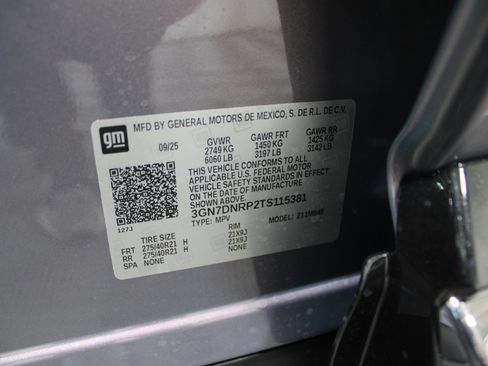 gm
MFD BY GENERAL MOTORS DE MEXICO, S. DE R.L. DE C.V.
09/25 GVWR GAWR FRT GAWR RR
2749 KG 1450 KG 1425 KG
6060 LB 3197 LB 3142 LB
THIS VEHICLE CONFORMS TO ALL
APPLICABLE U.S. FEDERAL MOTOR
VEHICLE SAFETY STANDARDS IN
EFFECT ON THE DATE OF MANUFACTURE
SHOWN ABOVE.
3GN7DNRP2TS115381
TYPE: MPV MODEL:
127J
TIRE SIZE RIM
FRT 275/40R21 H 21X9J
RR 275/40R21 H 21X9J
SPA NONE NONE